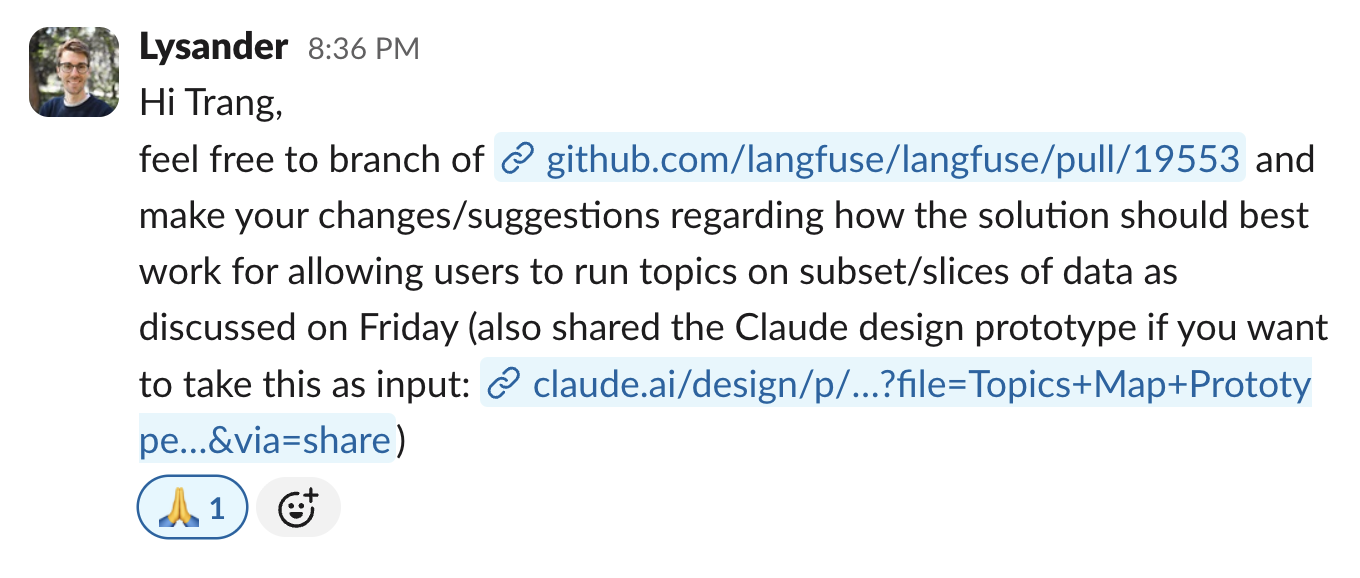 Lysander 8:36 PM
Hi Trang,
feel free to branch of github.com/langfuse/langfuse/pull/19553 and
make your changes/suggestions regarding how the solution should best
work for allowing users to run topics on subset/slices of data as
discussed on Friday (also shared the Claude design prototype if you want
to take this as input: claude.ai/design/p/...?file=Topics+Map+Prototy
pe...&via=share)
🙏 1